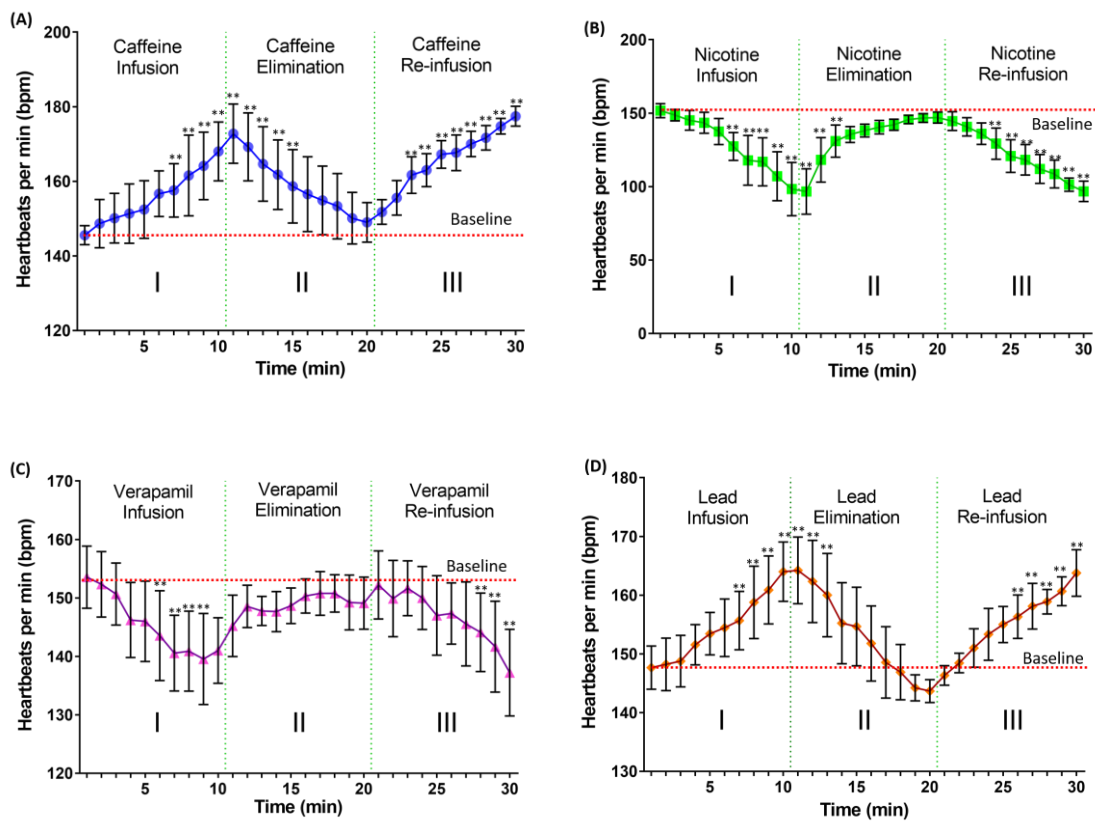 (A)
200
180
160
140
120
Heartbeats per min (bpm)
Caffeine
Infusion
Caffeine
Elimination
Caffeine
Re-infusion
** ** ** ** ** ** ** ** ** ** ** ** ** ** ** ** **
Baseline
I II III
5 10 15 20 25 30
Time (min)
(B)
200
150
100
50
0
Heartbeats per min (bpm)
Nicotine
Infusion
Nicotine
Elimination
Nicotine
Re-infusion
Baseline
** **** ** ** ** ** ** ** ** ** ** ** ** **
I II III
5 10 15 20 25 30
Time (min)
(C)
170
160
150
140
130
120
Heartbeats per min (bpm)
Verapamil
Infusion
Verapamil
Elimination
Verapamil
Re-infusion
Baseline
** ** **** ** ** **
I II III
5 10 15 20 25 30
Time (min)
(D)
180
170
160
150
140
130
Heartbeats per min (bpm)
Lead
Infusion
Lead
Elimination
Lead
Re-infusion
** ** ** ** ** ** ** ** ** ** ** **
Baseline
I II III
5 10 15 20 25 30
Time (min)